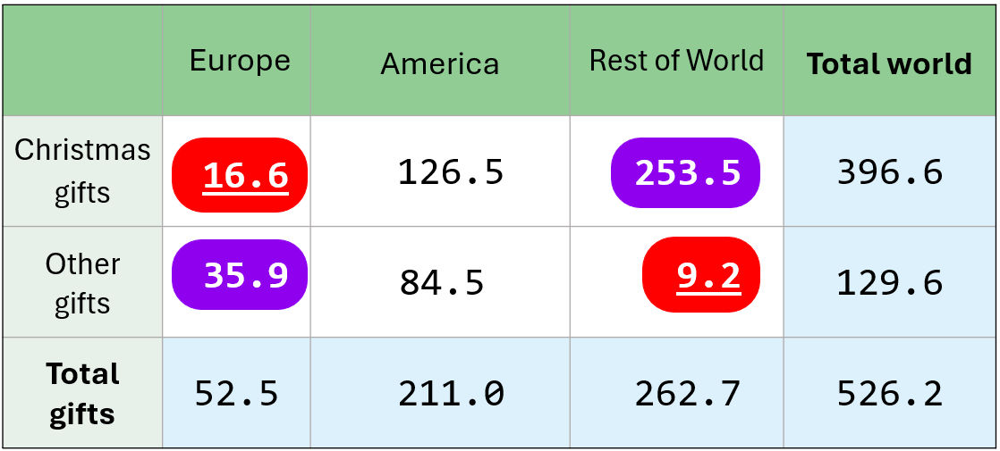 Europe America Rest of World Total world
Christmas
gifts
16.6 126.5 253.5 396.6
Other
gifts
35.9 84.5 9.2 129.6
Total
gifts
52.5 211.0 262.7 526.2